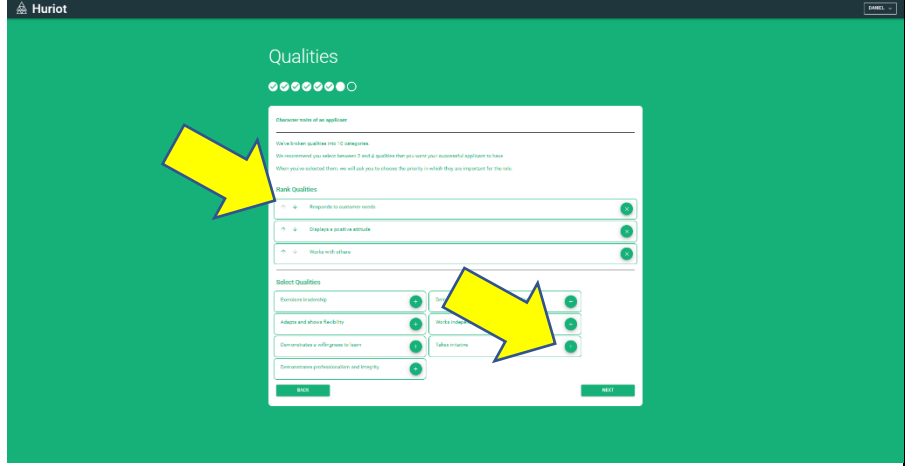 Huriot
DANIEL
Qualities
Character traits of an applicant
We've broken qualities into 10 categories.
We recommend you select between 2 and 4 qualities that you want your successful applicant to have
When you've selected them, we will ask you to choose the priority in which they are important for the role
Rank Qualities
Responds to customer needs
Displays a positive attitude
Works with others
Select Qualities
Exercises leadership
Adapts and shows flexibility
Works
Demonstrates a willingness to learn
Takes initiative
Demonstrates professionalism and integrity
BACK
NEXT